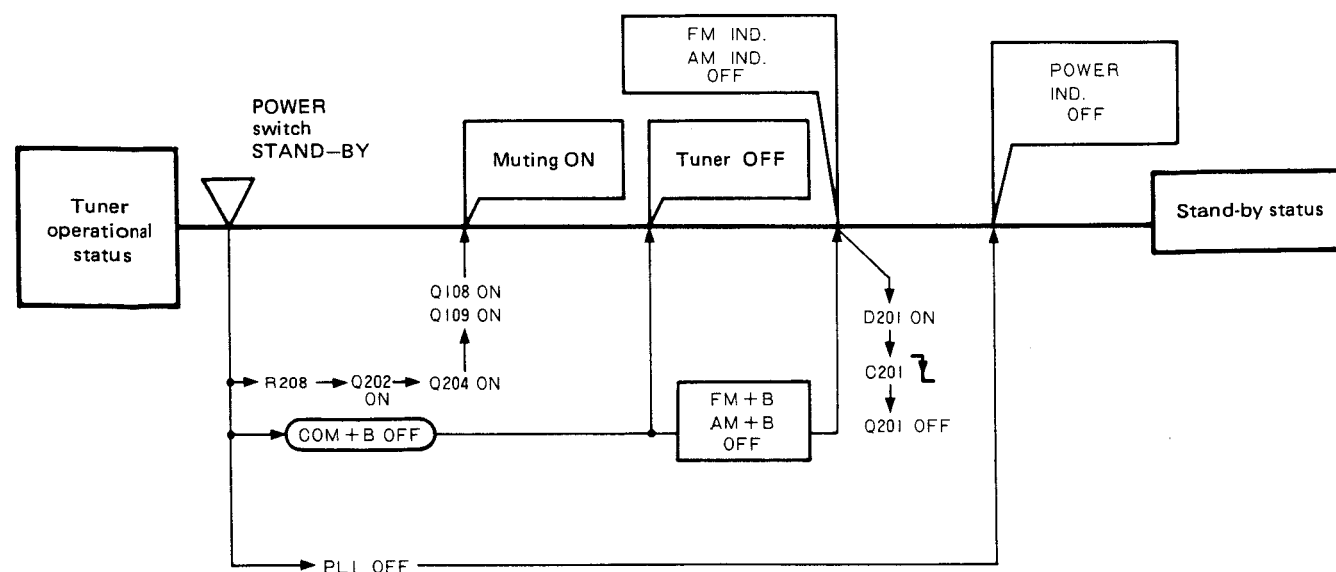 FM IND.
AM IND.
OFF
POWER
IND.
OFF
POWER
switch
STAND-BY
Muting ON
Tuner OFF
Tuner
operational
status
Stand-by status
Q108 ON
Q109 ON
D201 ON
C201
R208
Q202
ON
Q204 ON
FM + B
AM + B
OFF
Q201 OFF
COM + B OFF
PL1 OFF